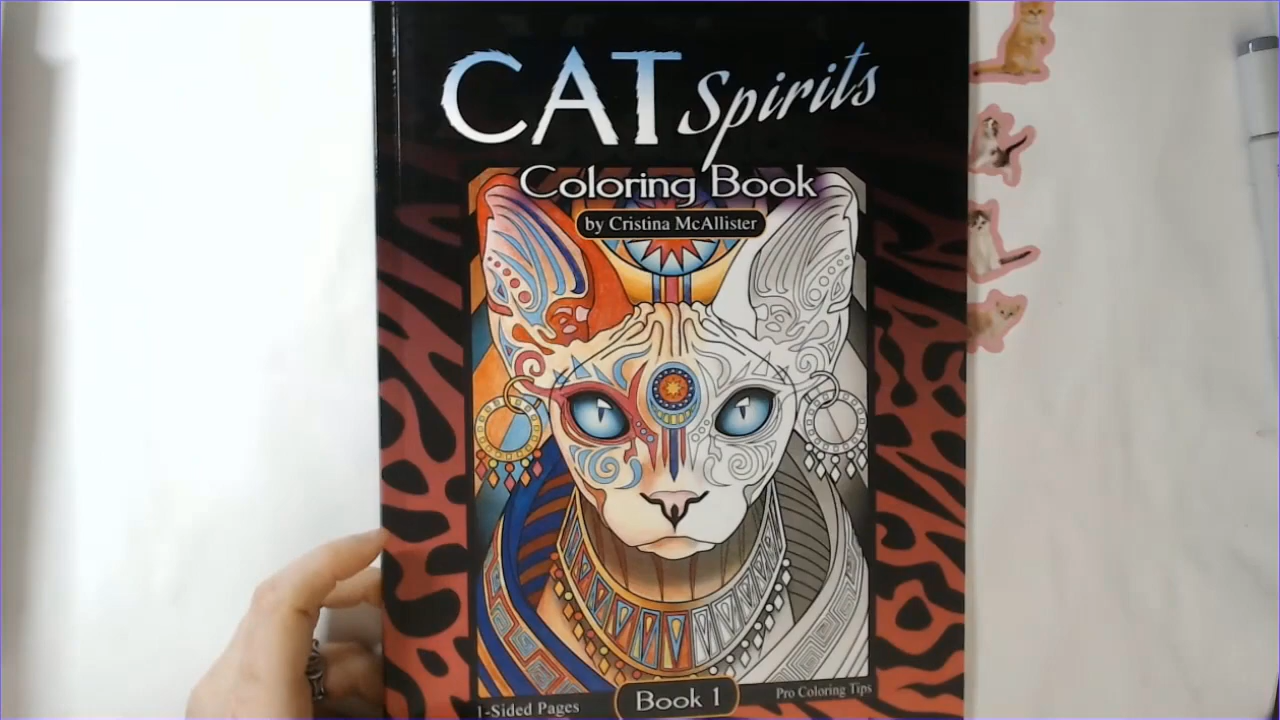 CAT Spirits
Coloring Book
by Cristina McAllister
1-Sided Pages
Book 1
Pro Coloring Tips